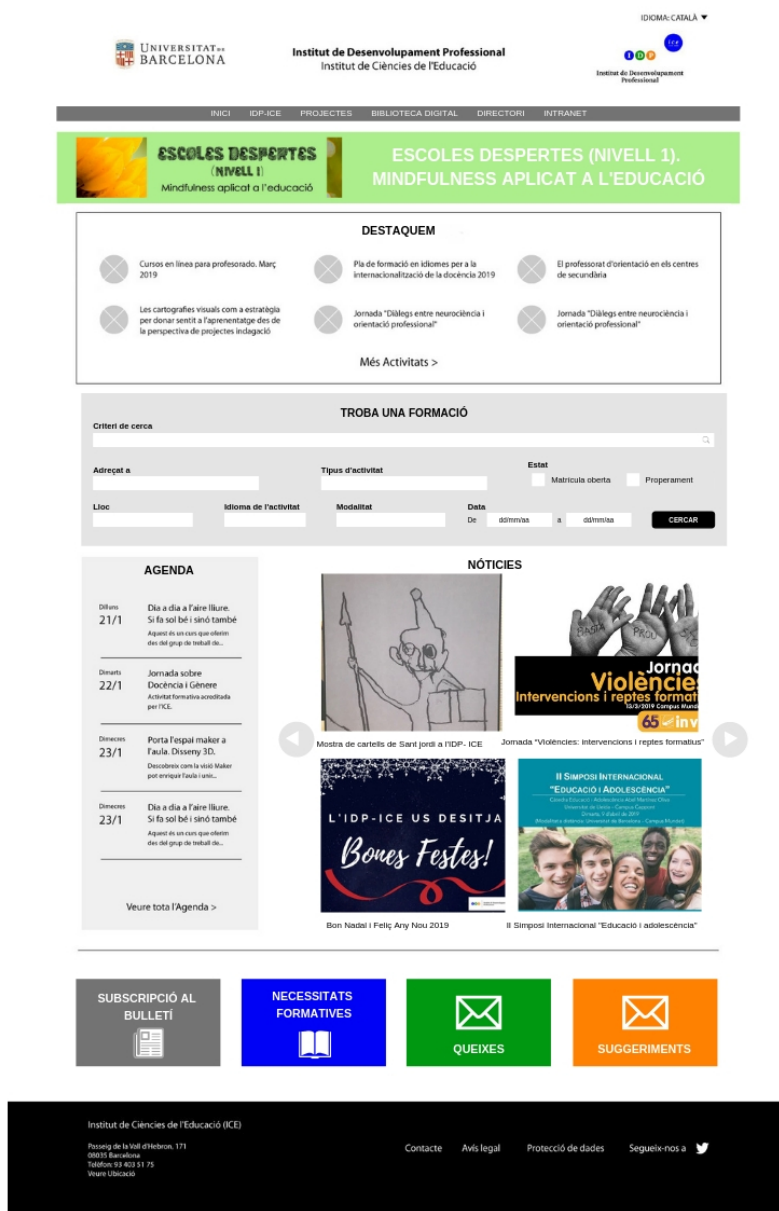 IDIOMA: CATALÀ
UNIVERSITAT DE
BARCELONA
Institut de Desenvolupament Professional
Institut de Ciències de l'Educació
ice
I D P
Institut de Desenvolupament
Professional
INICI IDP-ICE PROJECTES BIBLIOTECA DIGITAL DIRECTORI INTRANET
ESCOLES DESPERTES
(NIVELL 1)
Mindfulness aplicat a l'educació
ESCOLES DESPERTES (NIVELL 1).
MINDFULNESS APLICAT A L'EDUCACIÓ
DESTAQUEM
Cursos en línea para profesorado. Març
2019
Pla de formació en idiomes per a la
internacionalització de la docència 2019
El professorat d'orientació en els centres
de secundària
Les cartografies visuals com a estratègia
per donar sentit a l'aprenentatge des de
la perspectiva de projectes indagació
Jornada "Diàlegs entre neurociència i
orientació professional"
Jornada "Diàlegs entre neurociència i
orientació professional"
Més Activitats >
TROBA UNA FORMACIÓ
Criteri de cerca
Adreçat a
Tipus d'activitat
Estat
Matrícula oberta
Properament
Lloc
Idioma de l'activitat
Modalitat
Data
De dd/mm/aa a dd/mm/aa
CERCAR
AGENDA
Dilluns
21/1
Dia a dia a l'aire lliure.
Si fa sol bé i sinó també
Aquest és un curs que oferim
des del grup de treball de...
Dimarts
22/1
Jornada sobre
Docència i Gènere
Activitat formativa acreditada
per l'ICE.
Dimecres
23/1
Porta l'espai maker a
l'aula. Disseny 3D.
Descobreix com la visió Maker
pot enriquir l'aula i unir...
Dimecres
23/1
Dia a dia a l'aire lliure.
Si fa sol bé i sinó també
Aquest és un curs que oferim
des del grup de treball de...
Veure tota l'Agenda >
NÓTICIES
Mostra de cartells de Sant jordi a l'IDP- ICE
BASTA PROU
Jornad
Violències
Intervencions i reptes formati
13/3/2019 Campus Mundi
65 inv
Jornada "Violències: intervencions i reptes formatius"
L'IDP-ICE US DESITJA
Bones Festes!
Bon Nadal i Feliç Any Nou 2019
II SIMPOSI INTERNACIONAL
"EDUCACIÓ I ADOLESCÈNCIA"
II Simposi Internacional "Educació i adolescència"
SUBSCRIPCIÓ AL
BULLETÍ
NECESSITATS
FORMATIVES
QUEIXES
SUGGERIMENTS
Institut de Ciències de l'Educació (ICE)
Passeig de la Vall d'Hebron, 171
08035 Barcelona
Telèfon: 93 403 51 75
Veure Ubicació
Contacte Avís legal Protecció de dades Segueix-nos a